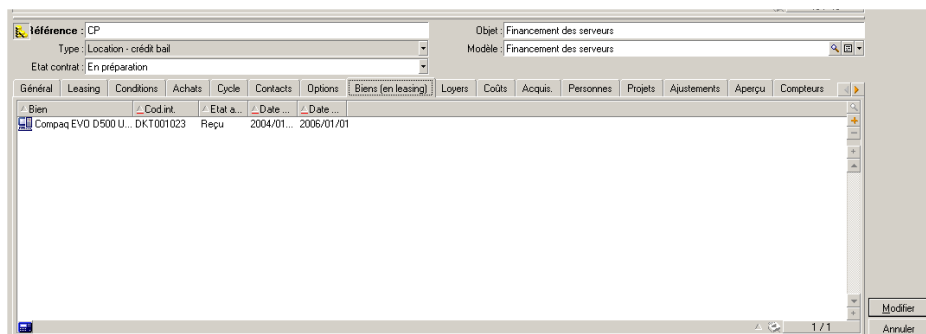 Référence : CP
Objet : Financement des serveurs
Type : Location - crédit bail
Modèle : Financement des serveurs
Etat contrat : En préparation
Général Leasing Conditions Achats Cycle Contacts Options Biens (en leasing) Loyers Coûts Acquis. Personnes Projets Ajustements Aperçu Compteurs
Bien Cod.int. Etat a... Date ... Date ...
Compaq EVO D500 U... DKT001023 Reçu 2004/01... 2006/01/01
Modifier
1 / 1
Annuler